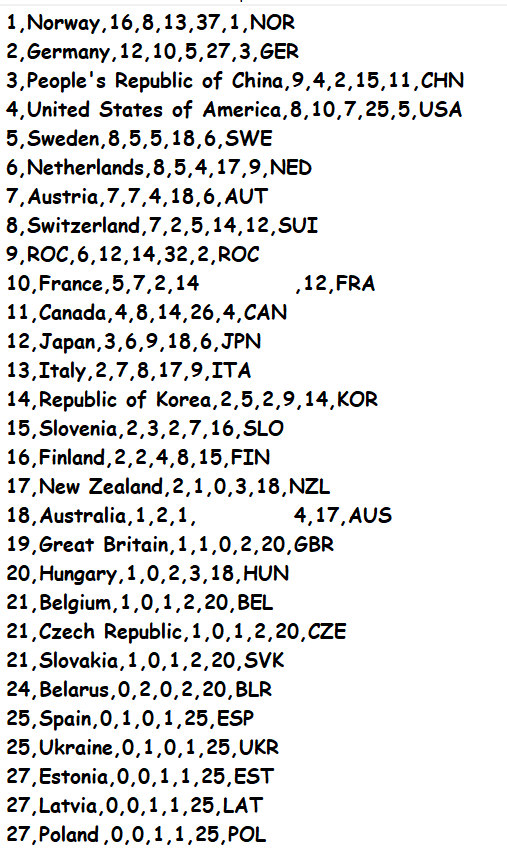 1,Norway,16,8,13,37,1,NOR
2,Germany,12,10,5,27,3,GER
3,People's Republic of China,9,4,2,15,11,CHN
4,United States of America,8,10,7,25,5,USA
5,Sweden,8,5,5,18,6,SWE
6,Netherlands,8,5,4,17,9,NED
7,Austria,7,7,4,18,6,AUT
8,Switzerland,7,2,5,14,12,SUI
9,ROC,6,12,14,32,2,ROC
10,France,5,7,2,14          ,12,FRA
11,Canada,4,8,14,26,4,CAN
12,Japan,3,6,9,18,6,JPN
13,Italy,2,7,8,17,9,ITA
14,Republic of Korea,2,5,2,9,14,KOR
15,Slovenia,2,3,2,7,16,SLO
16,Finland,2,2,4,8,15,FIN
17,New Zealand,2,1,0,3,18,NZL
18,Australia,1,2,1,          4,17,AUS
19,Great Britain,1,1,0,2,20,GBR
20,Hungary,1,0,2,3,18,HUN
21,Belgium,1,0,1,2,20,BEL
21,Czech Republic,1,0,1,2,20,CZE
21,Slovakia,1,0,1,2,20,SVK
24,Belarus,0,2,0,2,20,BLR
25,Spain,0,1,0,1,25,ESP
25,Ukraine,0,1,0,1,25,UKR
27,Estonia,0,0,1,1,25,EST
27,Latvia,0,0,1,1,25,LAT
27,Poland ,0,0,1,1,25,POL